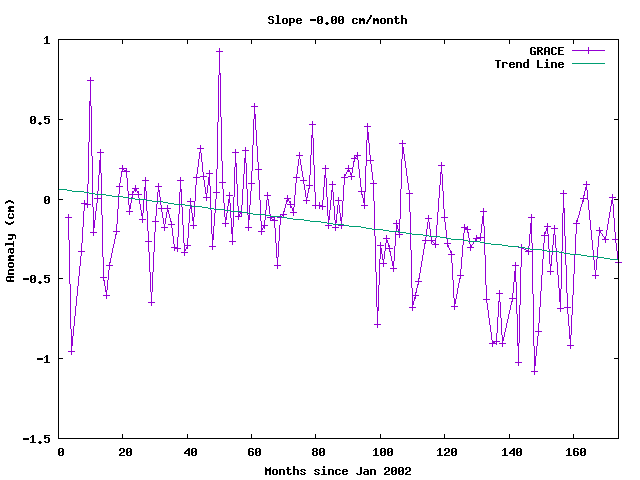 Slope -0.00 cm/month
GRACE
Trend Line
1
0.5
0
-0.5
-1
-1.5
Anomaly (cm)
0 20 40 60 80 100 120 140 160
Months since Jan 2002